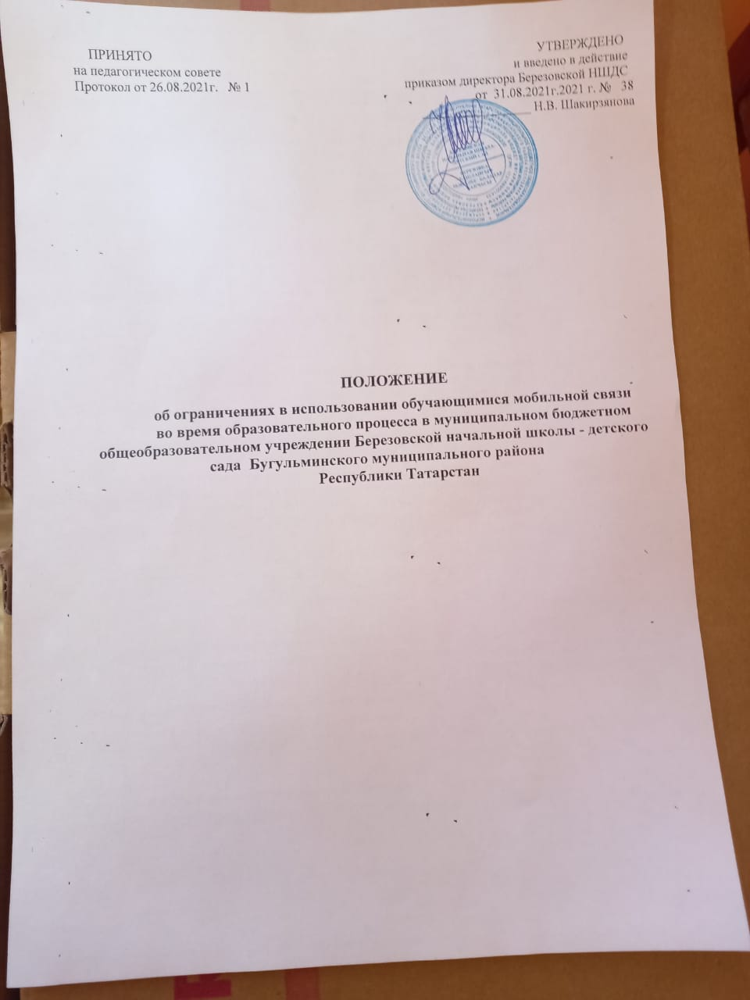 ПРИНЯТО
на педагогическом совете
Протокол от 26.08.2021г. № 1
УТВЕРЖДЕНО
и введено в действие
приказом директора Березовской НШДС
от 31.08.2021г.2021 г. № 38
Н.В. Шакирзянова
ПОЛОЖЕНИЕ
об ограничениях в использовании обучающимися мобильной связи
во время образовательного процесса в муниципальном бюджетном
общеобразовательном учреждении Березовской начальной школы - детского
сада Бугульминского муниципального района
Республики Татарстан